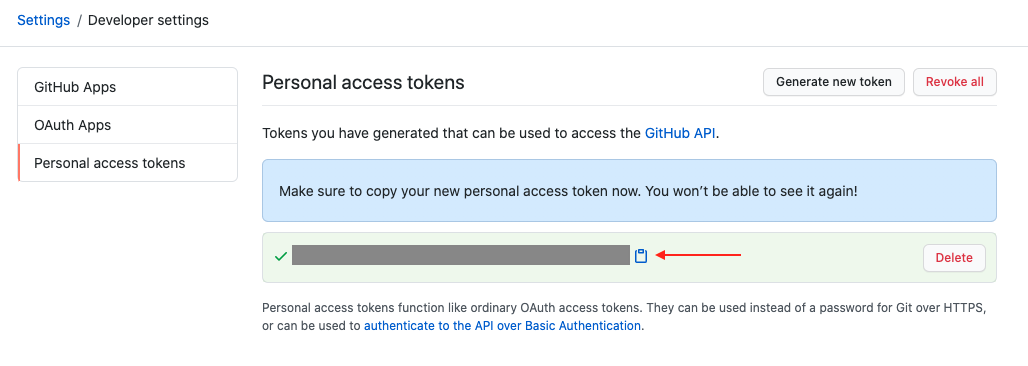 Settings / Developer settings
GitHub Apps
OAuth Apps
Personal access tokens
Personal access tokens
Generate new token
Revoke all
Tokens you have generated that can be used to access the GitHub API.
Make sure to copy your new personal access token now. You won’t be able to see it again!
Delete
Personal access tokens function like ordinary OAuth access tokens. They can be used instead of a password for Git over HTTPS,
or can be used to authenticate to the API over Basic Authentication.